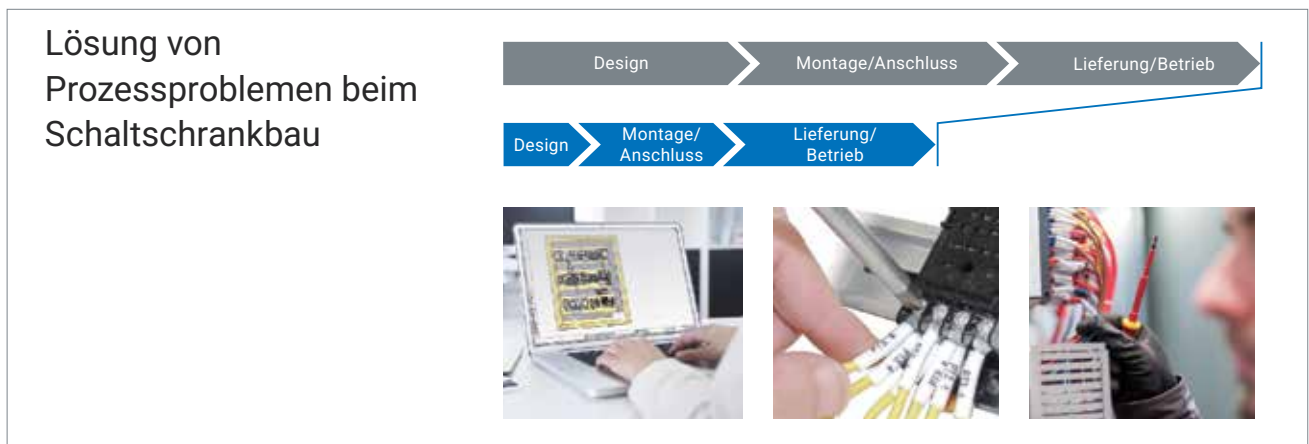 Lösung von
Prozessproblemen beim
Schaltschrankbau
Design
Montage/Anschluss
Lieferung/Betrieb
Design
Montage/
Anschluss
Lieferung/
Betrieb